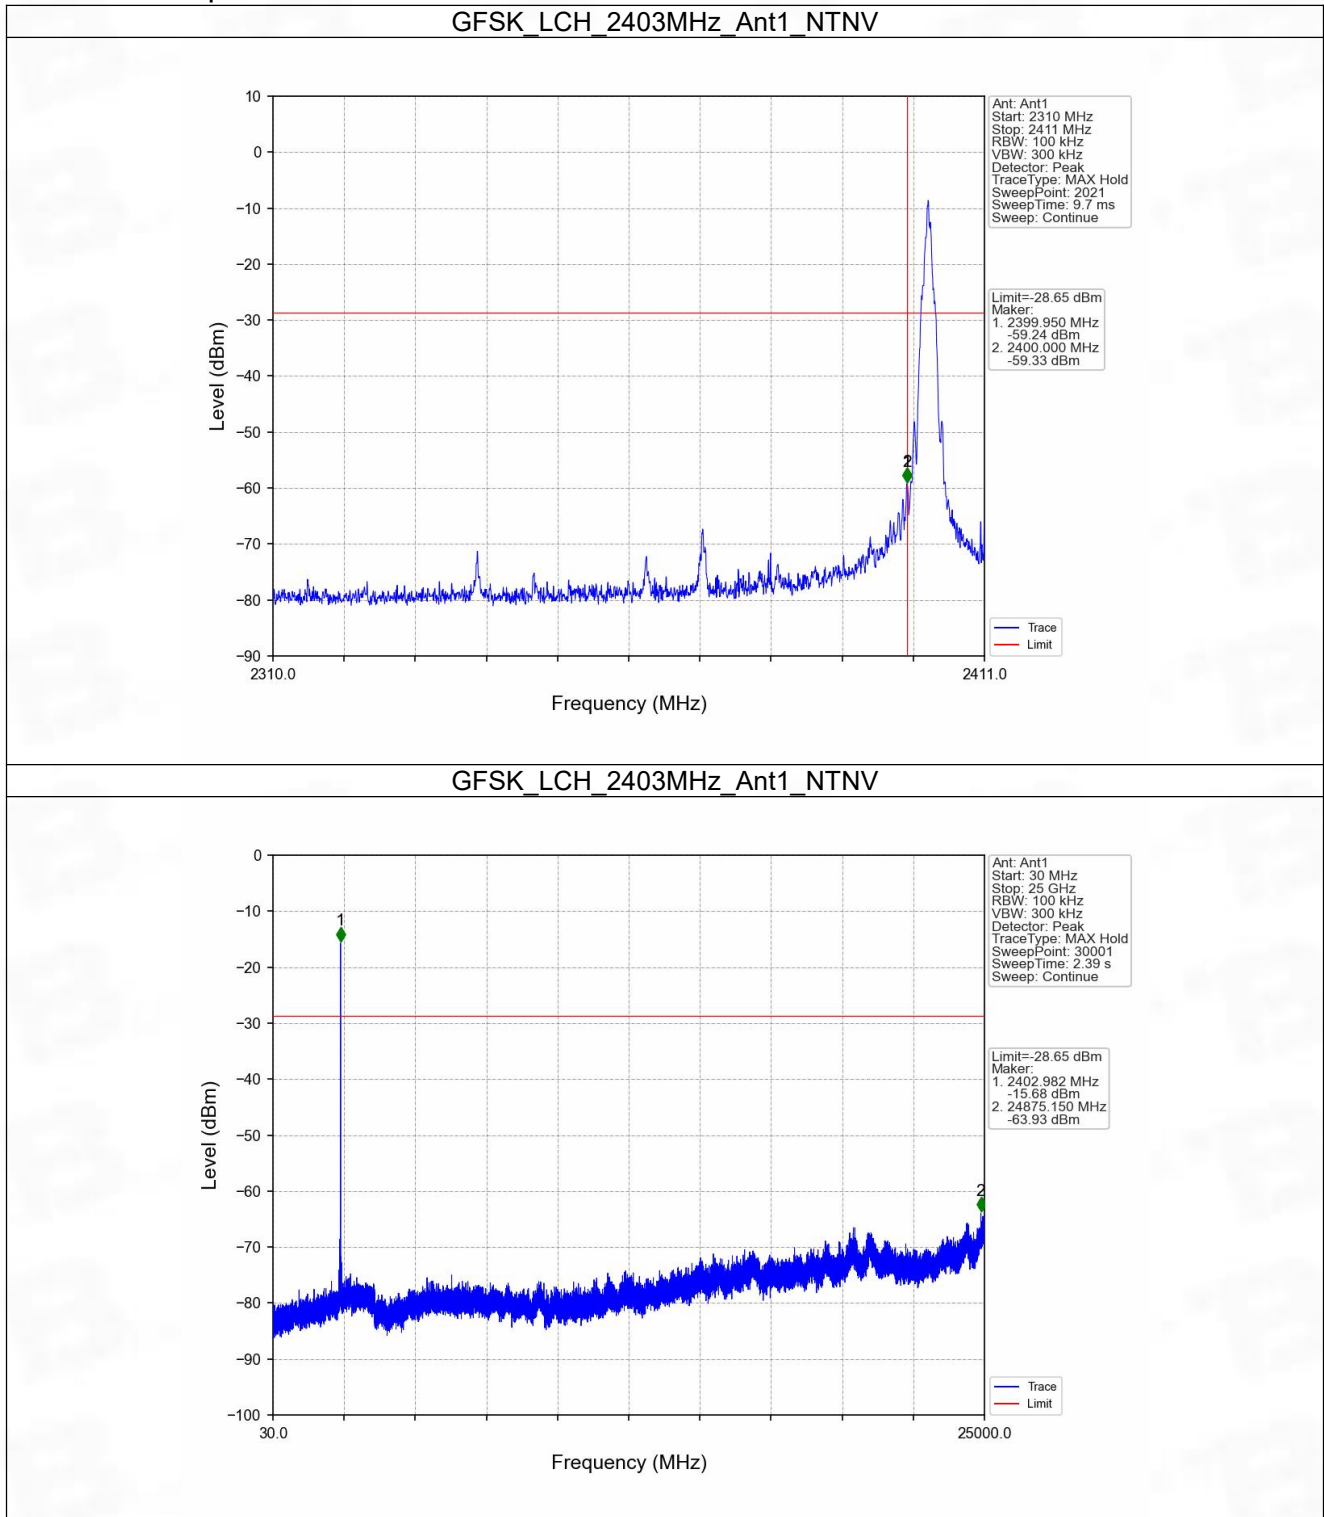 GFSK_LCH_2403MHz_Ant1_NTNV
10
0
−10
−20
−30
−40
−50
−60
−70
−80
−90
Level (dBm)
2
2310.0
2411.0
Frequency (MHz)
Ant: Ant1
Start: 2310 MHz
Stop: 2411 MHz
RBW: 100 kHz
VBW: 300 kHz
Detector: Peak
TraceType: MAX Hold
SweepPoint: 2021
SweepTime: 9.7 ms
Sweep: Continue
Limit=-28.65 dBm
Maker:
1. 2399.950 MHz
-59.24 dBm
2. 2400.000 MHz
-59.33 dBm
Trace
Limit
GFSK_LCH_2403MHz_Ant1_NTNV
0
−10
−20
−30
−40
−50
−60
−70
−80
−90
−100
Level (dBm)
1
2
30.0
25000.0
Frequency (MHz)
Ant: Ant1
Start: 30 MHz
Stop: 25 GHz
RBW: 100 kHz
VBW: 300 kHz
Detector: Peak
TraceType: MAX Hold
SweepPoint: 30001
SweepTime: 2.39 s
Sweep: Continue
Limit=-28.65 dBm
Maker:
1. 2402.982 MHz
-15.68 dBm
2. 24875.150 MHz
-63.93 dBm
Trace
Limit